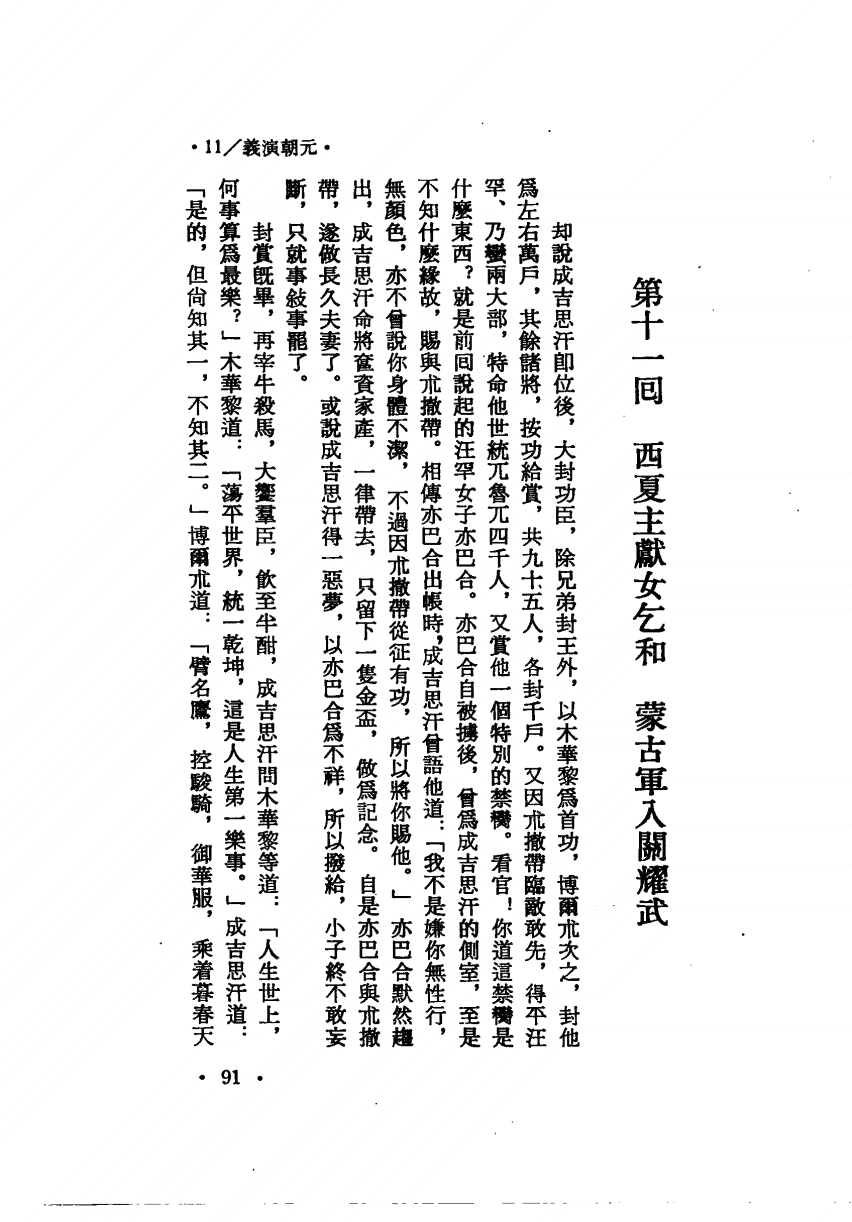 •11／義演朝元•
第十一回　西夏主獻女乞和　蒙古軍入關耀武
却說成吉思汗卽位後，大封功臣，除兄弟封王外，以木華黎爲首功，博爾朮次之，封他
爲左右萬戶，其餘諸將，按功給賞，共九十五人，各封千戶。又因朮撤帶臨敵敢先，得平汪
罕、乃蠻兩大部，特命他世統兀魯兀四千人，又賞他一個特別的禁臠。看官！你道這禁臠是
什麼東西？就是前回說起的汪罕女子亦巴合。亦巴合自被擄後，曾爲成吉思汗的側室，至是
不知什麼緣故，賜與朮撤帶。相傳亦巴合出帳時，成吉思汗曾語他道：「我不是嫌你無性行，
無顏色，亦不曾說你身體不潔，不過因朮撤帶從征有功，所以將你賜他。」亦巴合默然趨
出，成吉思汗命將奩資家產，一律帶去，只留下一隻金盃，做爲記念。自是亦巴合與朮撤
帶，遂做長久夫妻了。或說成吉思汗得一惡夢，以亦巴合爲不祥，所以撥給，小子終不敢妄
斷，只就事敍事罷了。
封賞旣畢，再宰牛殺馬，大饗羣臣，飲至半酣，成吉思汗問木華黎等道：「人生世上，
何事算爲最樂？」木華黎道：「蕩平世界，統一乾坤，這是人生第一樂事。」成吉思汗道：
「是的，但尙知其一，不知其二。」博爾朮道：「臂名鷹，控駿騎，御華服，乘着暮春天
• 91 •